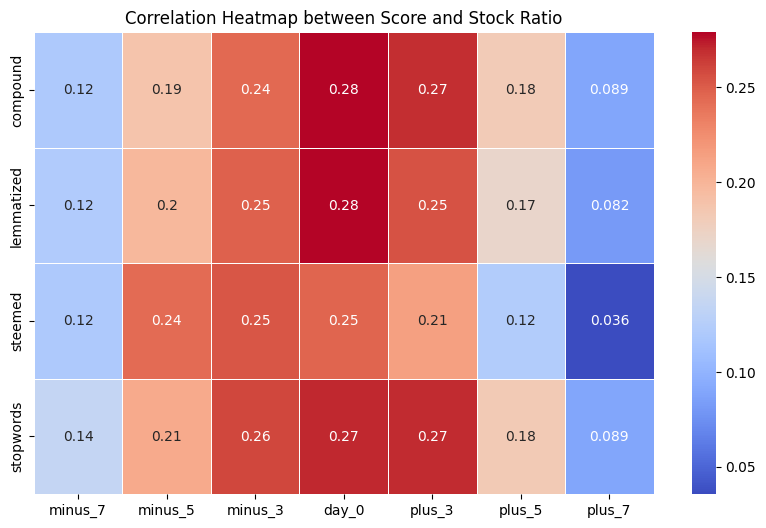 Correlation Heatmap between Score and Stock Ratio
compound 0.12 0.19 0.24 0.28 0.27 0.18 0.089
lemmatized 0.12 0.2 0.25 0.28 0.25 0.17 0.082
steemed 0.12 0.24 0.25 0.25 0.21 0.12 0.036
stopwords 0.14 0.21 0.26 0.27 0.27 0.18 0.089
minus_7 minus_5 minus_3 day_0 plus_3 plus_5 plus_7
0.25
0.20
0.15
0.10
0.05